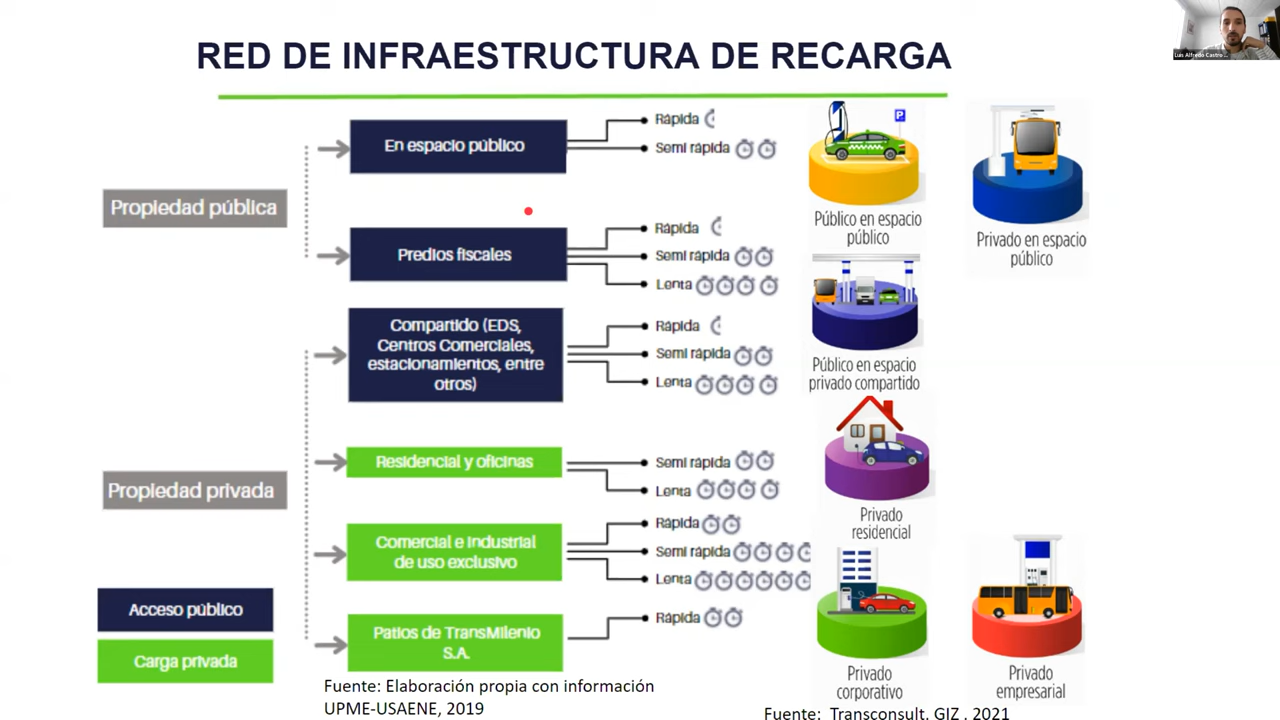 RED DE INFRAESTRUCTURA DE RECARGA
Luis Alfredo Castro ...
Propiedad pública
En espacio público
Rápida
Semi rápida
Predios fiscales
Rápida
Semi rápida
Lenta
Propiedad privada
Compartido (EDS,
Centros Comerciales,
estacionamientos, entre
otros)
Rápida
Semi rápida
Lenta
Residencial y oficinas
Semi rápida
Lenta
Comercial e Industrial
de uso exclusivo
Rápida
Semi rápida
Lenta
Patios de TransMilenio
S.A.
Rápida
Acceso público
Carga privada
P
Público en espacio
público
Privado en espacio
público
Público en espacio
privado compartido
Privado
residencial
Privado
corporativo
Privado
empresarial
Fuente: Elaboración propia con información
UPME-USAENE, 2019
Fuente: Transconsult. GIZ , 2021